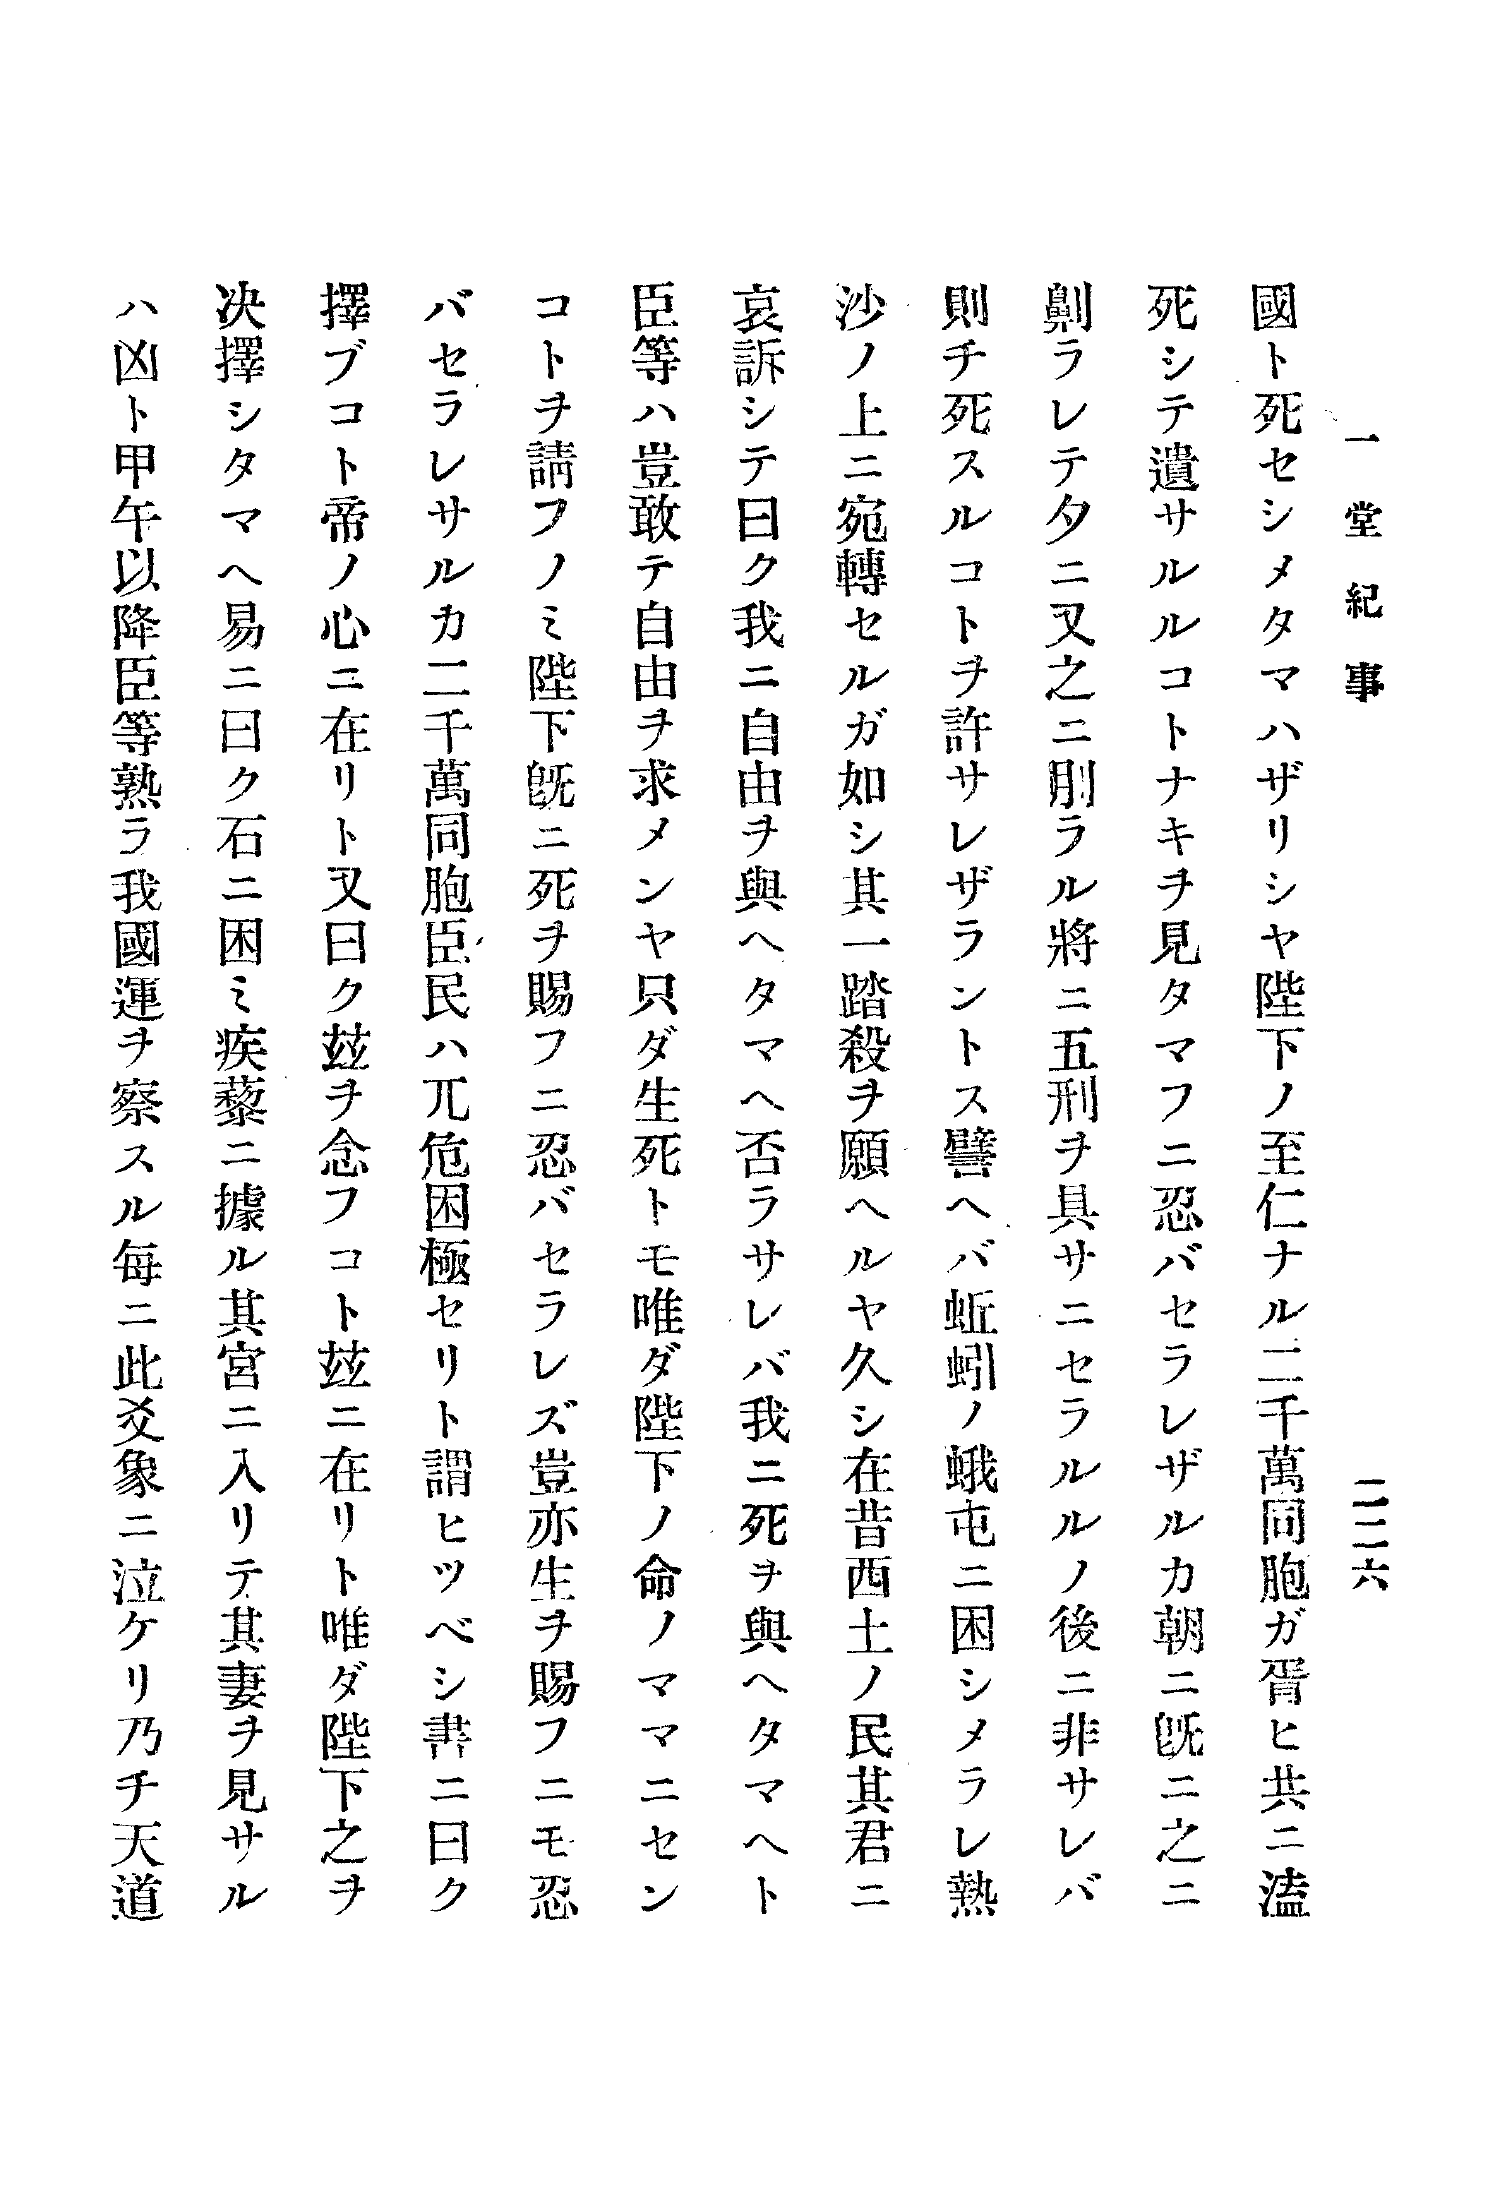 一堂紀事
二二六
國ト死セシメタマハザリシヤ陛下ノ至仁ナル二千萬同胞ガ胥ヒ共ニ溘
死シテ遺サルルコトナキヲ見タマフニ忍バセラレザルカ朝ニ既ニ之ニ
劓ラレテ夕ニ又之ニ刖ラル將ニ五刑ヲ具サニセラルルノ後ニ非サレバ
則チ死スルコトヲ許サレザラントス譬ヘバ蚯蚓ノ蛾屯ニ困シメラレ熱
沙ノ上ニ宛轉セルガ如シ其一踏殺ヲ願ヘルヤ久シ在昔西土ノ民其君ニ
哀訴シテ曰ク我ニ自由ヲ與ヘタマヘ否ラサレバ我ニ死ヲ與ヘタマヘト
臣等ハ豈敢テ自由ヲ求メンヤ只ダ生死トモ唯ダ陛下ノ命ノママニセン
コトヲ請フノミ陛下既ニ死ヲ賜フニ忍バセラレズ豈亦生ヲ賜フニモ忍
バセラレサルカ二千萬同胞臣民ハ兀危困極セリト謂ヒツベシ書ニ曰ク
擇ブコト帝ノ心ニ在リト又曰ク玆ヲ念フコト玆ニ在リト唯ダ陛下之ヲ
决擇シタマヘ易ニ曰ク石ニ困ミ疾藜ニ據ル其宮ニ入リテ其妻ヲ見サル
ハ凶ト甲午以降臣等熟ラ我國運ヲ察スル每ニ此爻象ニ泣ケリ乃チ天道